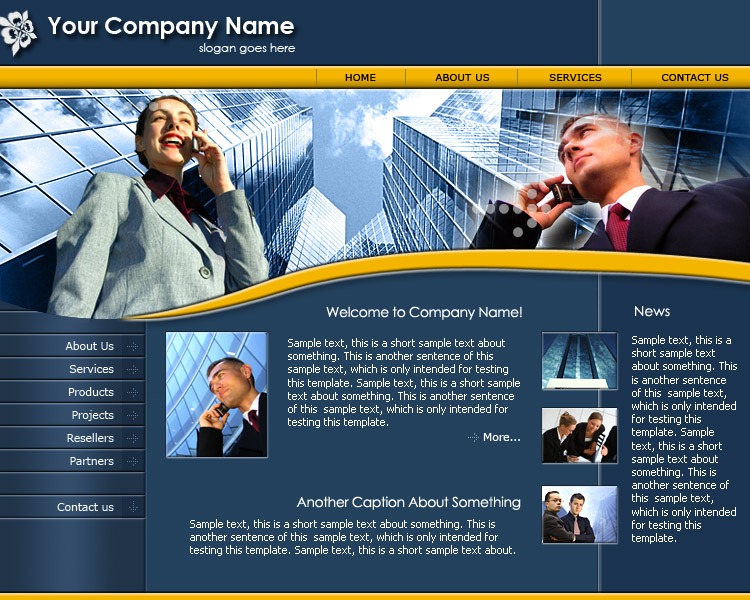 Your Company Name
slogan goes here
HOME
ABOUT US
SERVICES
CONTACT US
Welcome to Company Name!
Sample text, this is a short sample text about
something. This is another sentence of this
sample text, which is only intended for testing
this template. Sample text, this is a short sample
text about something. This is another sentence
of this  sample text, which is only intended for
testing this template.
More...
Another Caption About Something
Sample text, this is a short sample text about something. This is
another sentence of this  sample text, which is only intended for
testing this template. Sample text, this is a short sample text about.
News
Sample text, this is a
short sample text
about something. This
is another sentence
of this  sample text,
which is only intended
for testing this
template. Sample
text, this is a short
sample text about
something. This is
another sentence of
this  sample text,
which is only intended
for testing this
template.
About Us
Services
Products
Projects
Resellers
Partners
Contact us